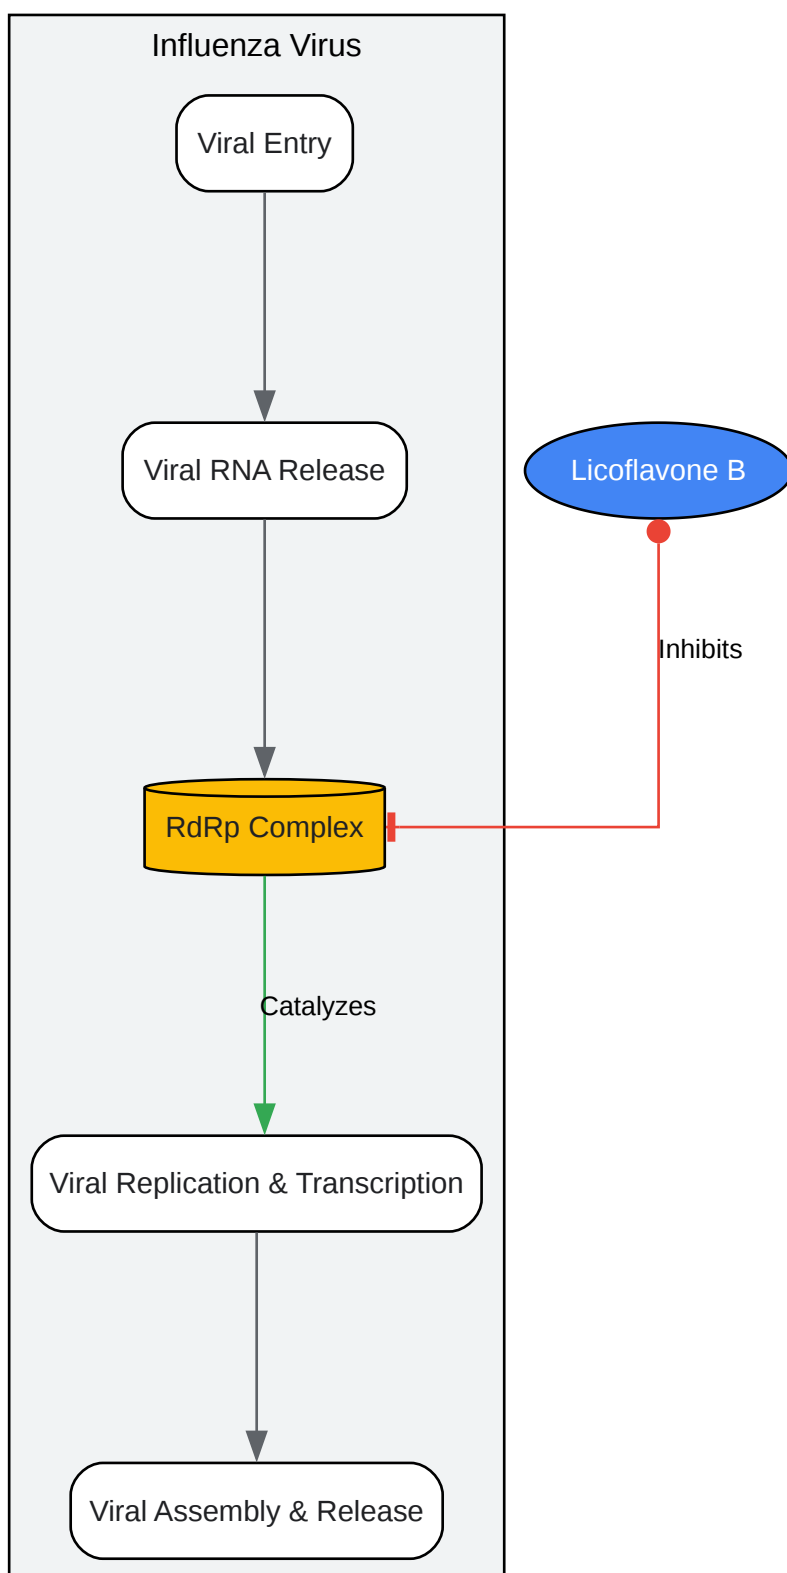 Influenza Virus
Viral Entry
Viral RNA Release
Licoflavone B
Inhibits
RdRp Complex
Catalyzes
Viral Replication & Transcription
Viral Assembly & Release